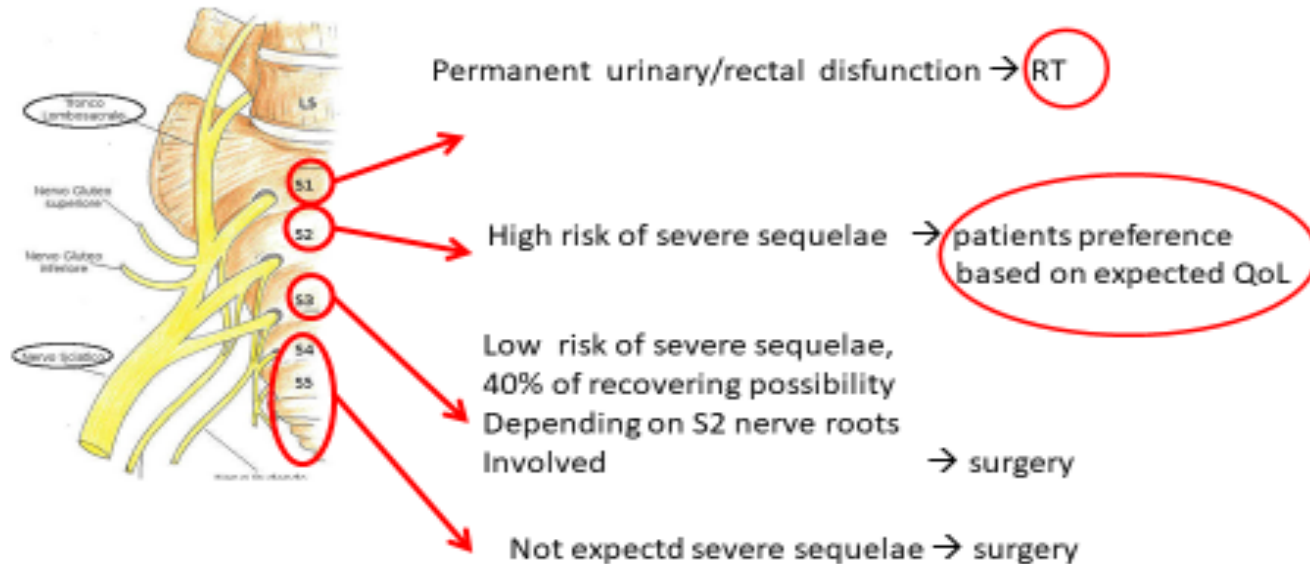 Permanent urinary/rectal disfunction → RT
L5
Tronco
Lombosacrale
S1
Nervo Gluteo
superiore
S2
High risk of severe sequelae → patients preference
based on expected QoL
Nervo Gluteo
inferiore
S3
Low risk of severe sequelae,
40% of recovering possibility
Depending on S2 nerve roots
Involved → surgery
Nervo Sciatico
S4
S5
Not expectd severe sequelae → surgery